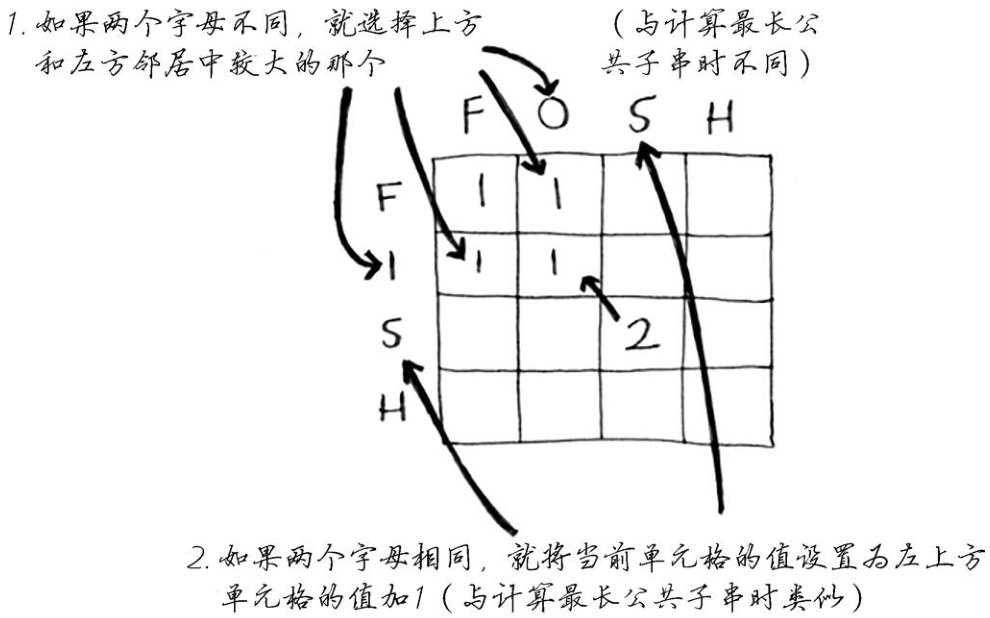 1. 如果两个字母不同，就选择上方
和左方邻居中较大的那个
（与计算最长公
共子串时不同）
F O S H
F 1 1
I 1 1
S 2
H
2. 如果两个字母相同，就将当前单元格的值设置为左上方
单元格的值加1（与计算最长公共子串时类似）